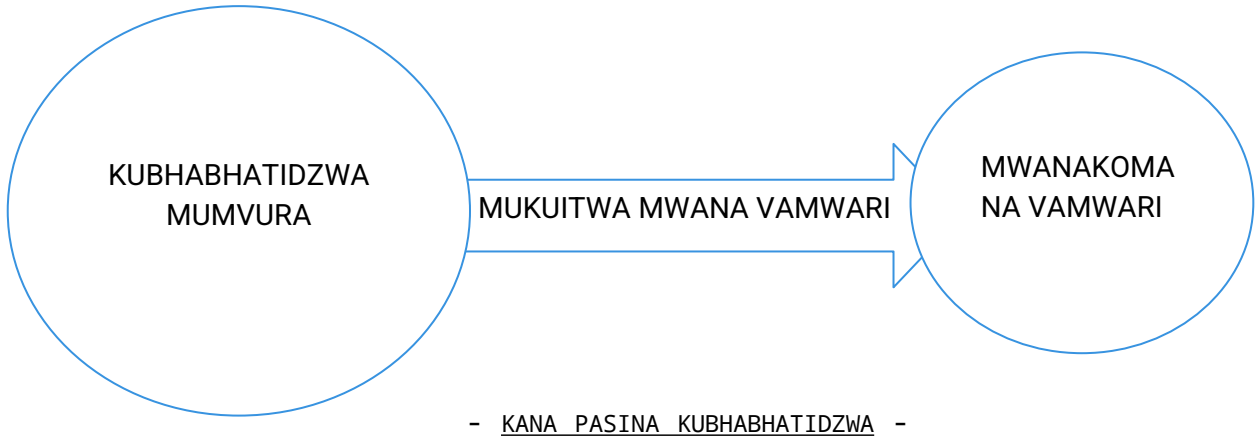 KUBHABHATIDZWA
MUMVURA
MUKUITWA MWANA VAMWARI
MWANAKOMA
NA VAMWARI
- KANA PASINA KUBHABHATIDZWA -